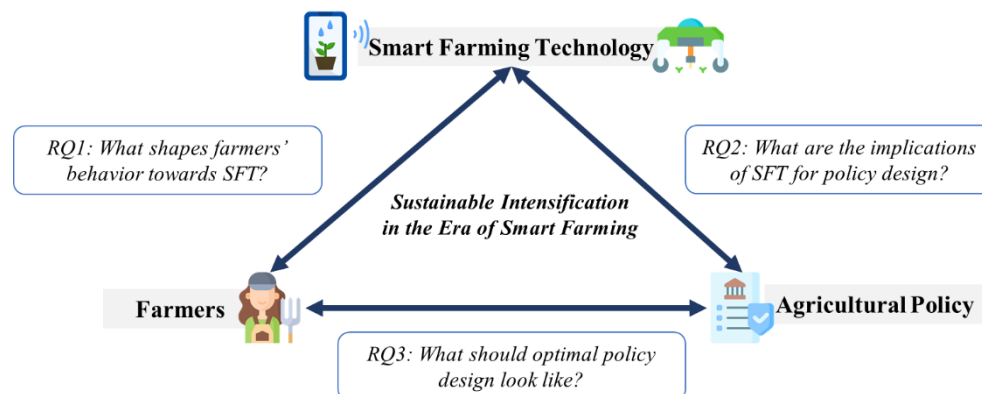 Smart Farming Technology
RQ1: What shapes farmers'
behavior towards SFT?
RQ2: What are the implications
of SFT for policy design?
Sustainable Intensification
in the Era of Smart Farming
Farmers
Agricultural Policy
RQ3: What should optimal policy
design look like?